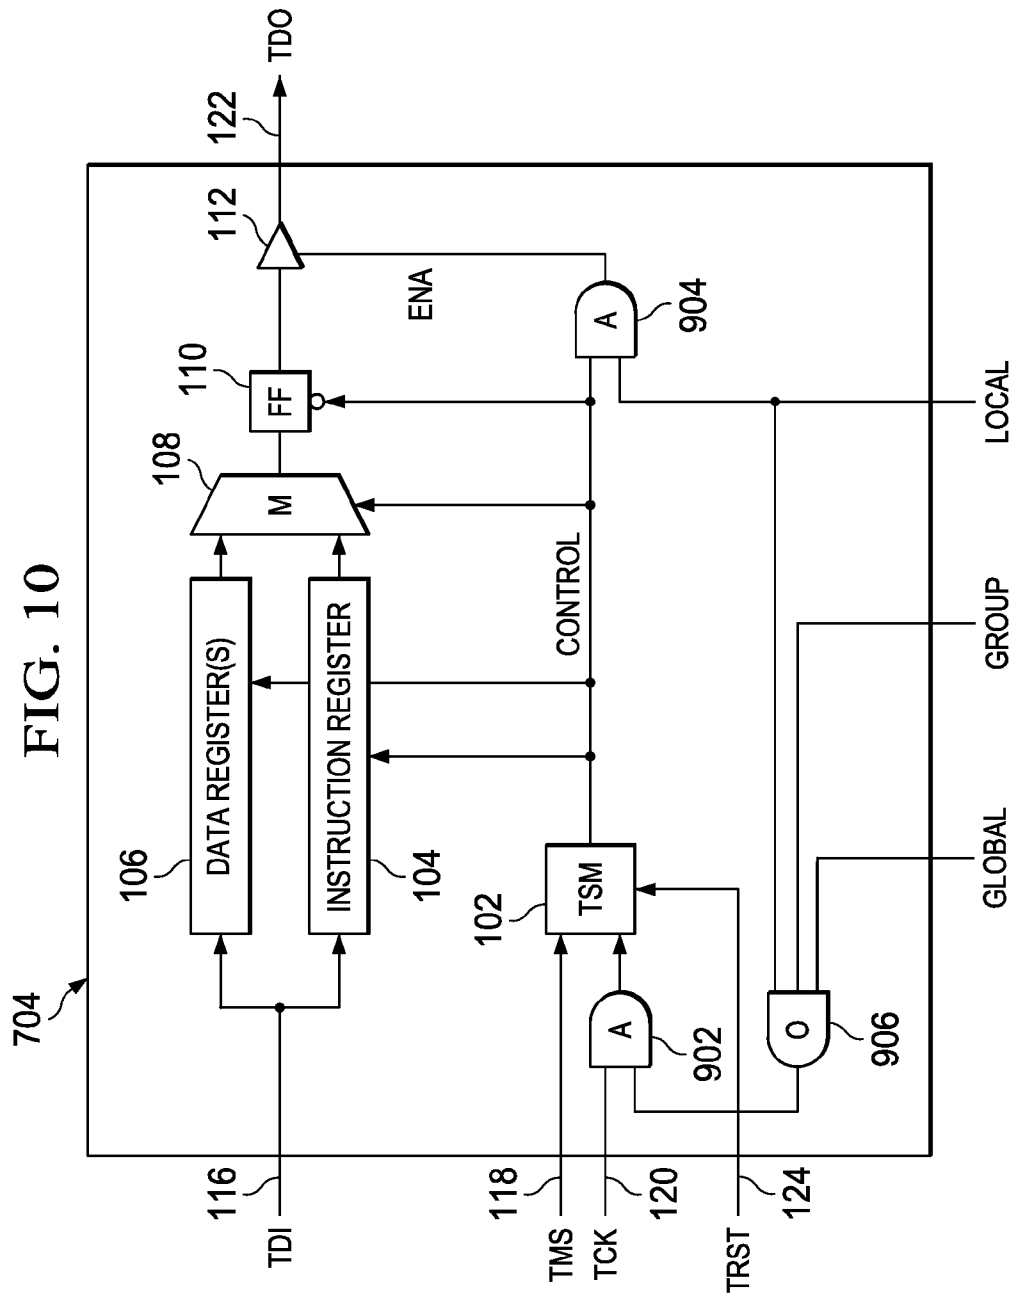 FIG. 10
704
106
DATA REGISTER(S)
108
110
112
122
TDO
116
TDI
INSTRUCTION REGISTER
104
M
FF
ENA
CONTROL
118
TMS
TCK
120
102
TSM
A
902
A
904
TRST
124
O
906
GLOBAL
GROUP
LOCAL